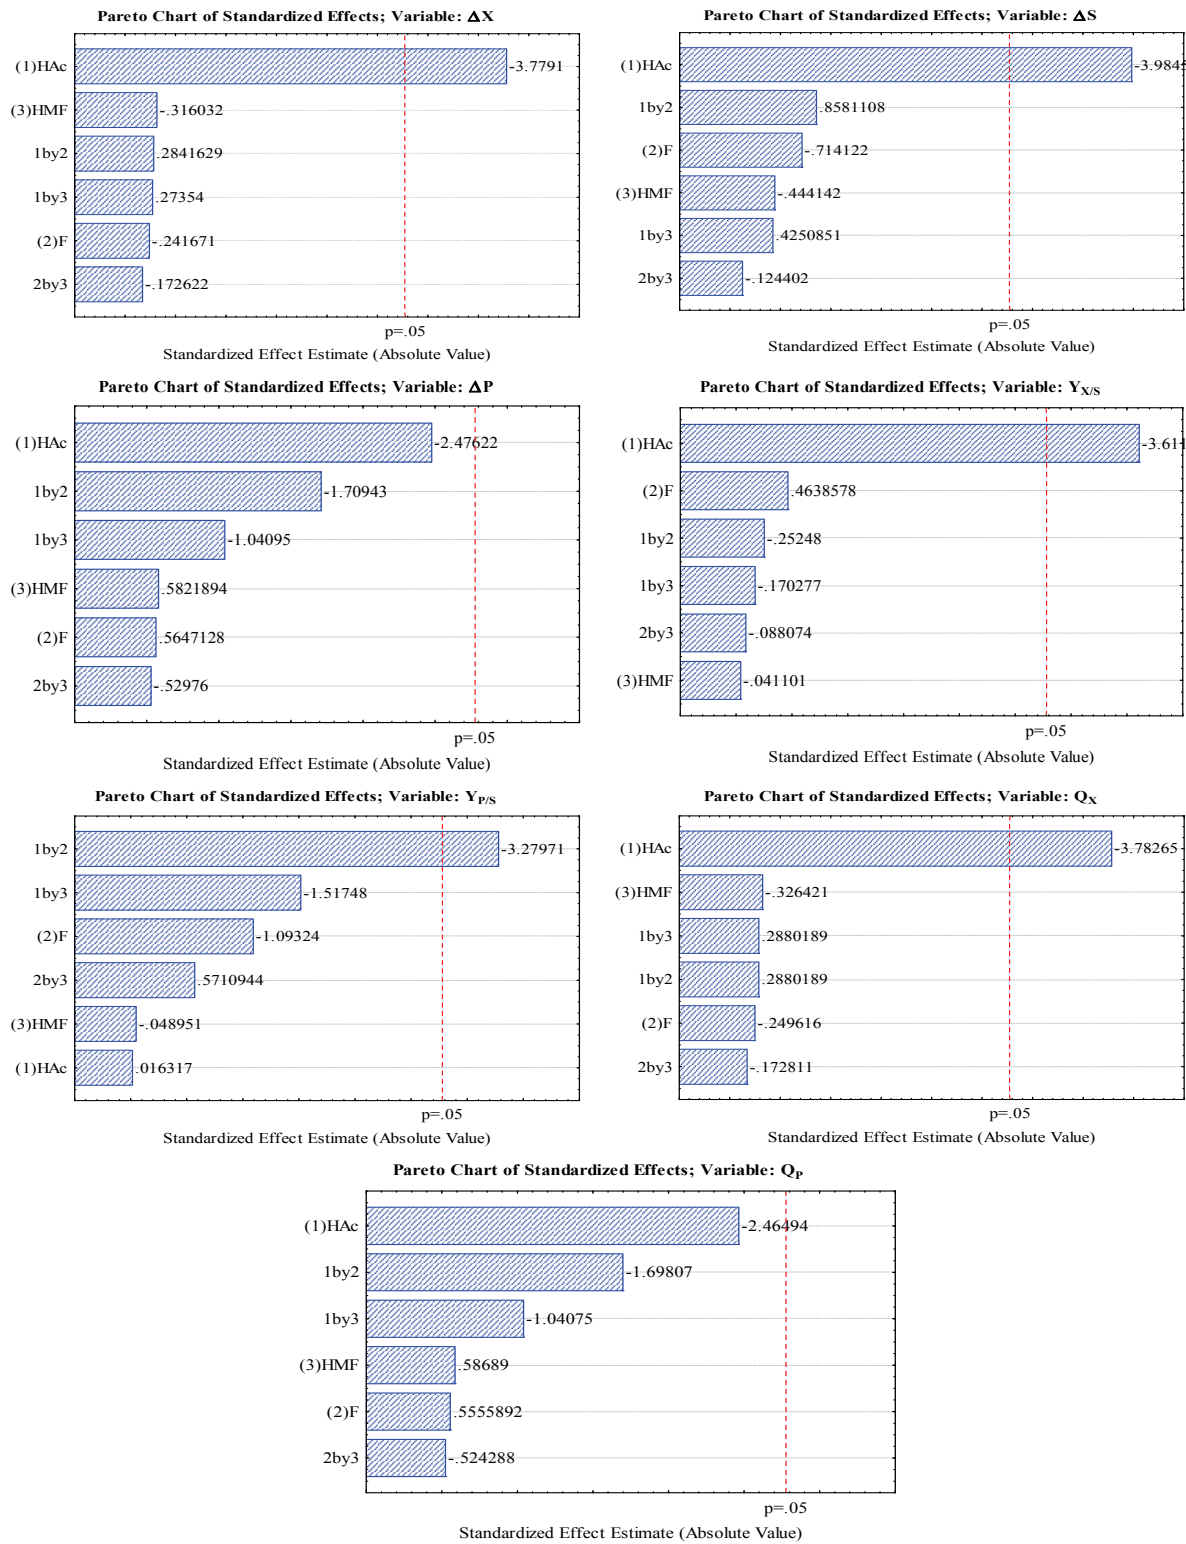 Pareto Chart of Standardized Effects; Variable: ΔX
(1)HAc -3.7791
(3)HMF -.316032
1by2 .2841629
1by3 .27354
(2)F -.241671
2by3 -.172622
p=.05
Standardized Effect Estimate (Absolute Value)
Pareto Chart of Standardized Effects; Variable: ΔS
(1)HAc -3.984
1by2 .8581108
(2)F -.714122
(3)HMF -.444142
1by3 .4250851
2by3 -.124402
p=.05
Standardized Effect Estimate (Absolute Value)
Pareto Chart of Standardized Effects; Variable: ΔP
(1)HAc -2.47622
1by2 -1.70943
1by3 -1.04095
(3)HMF .5821894
(2)F .5647128
2by3 -.52976
p=.05
Standardized Effect Estimate (Absolute Value)
Pareto Chart of Standardized Effects; Variable: Y_X/S
(1)HAc -3.611
(2)F .4638578
1by2 -.25248
1by3 -.170277
2by3 -.088074
(3)HMF -.041101
p=.05
Standardized Effect Estimate (Absolute Value)
Pareto Chart of Standardized Effects; Variable: Y_P/S
1by2 -3.27971
1by3 -1.51748
(2)F -1.09324
2by3 .5710944
(3)HMF -.048951
(1)HAc .016317
p=.05
Standardized Effect Estimate (Absolute Value)
Pareto Chart of Standardized Effects; Variable: Q_X
(1)HAc -3.78265
(3)HMF -.326421
1by3 .2880189
1by2 .2880189
(2)F -.249616
2by3 -.172811
p=.05
Standardized Effect Estimate (Absolute Value)
Pareto Chart of Standardized Effects; Variable: Q_P
(1)HAc -2.46494
1by2 -1.69807
1by3 -1.04075
(3)HMF .58689
(2)F .5555892
2by3 -.524288
p=.05
Standardized Effect Estimate (Absolute Value)